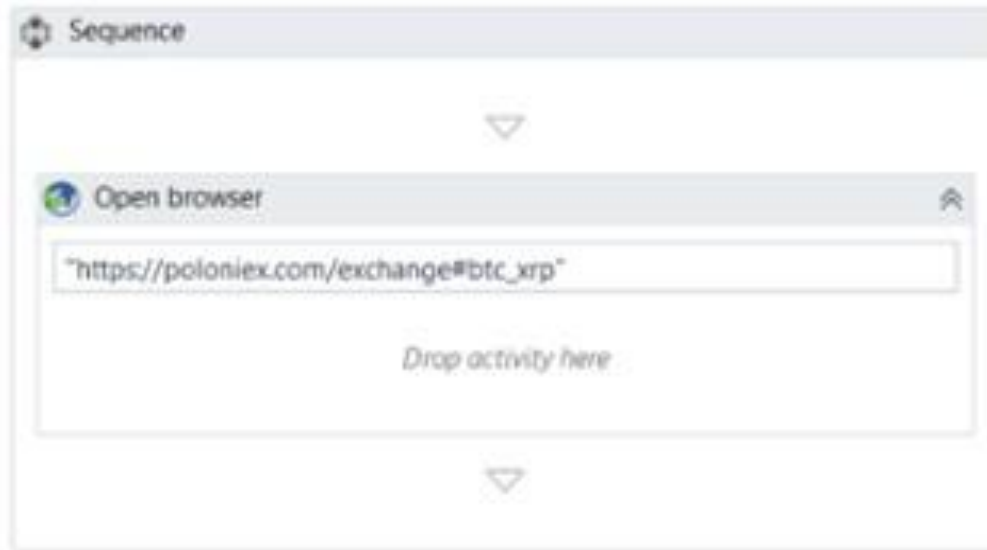 Sequence
Open browser
"https://poloniex.com/exchange#btc_xrp"
Drop activity here